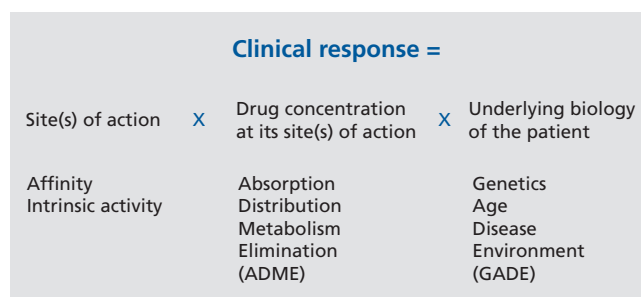 Clinical response =
Site(s) of action X Drug concentration at its site(s) of action X Underlying biology of the patient
Affinity
Intrinsic activity
Absorption
Distribution
Metabolism
Elimination
(ADME)
Genetics
Age
Disease
Environment
(GADE)